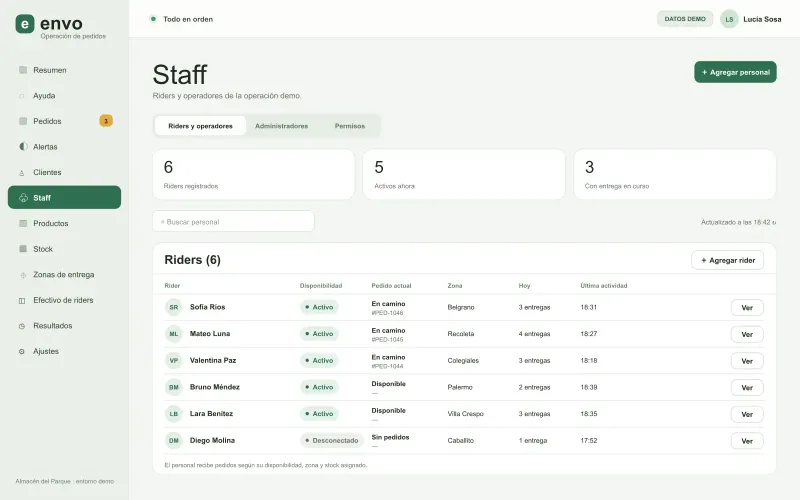 e envo
Operación de pedidos
Resumen
Ayuda
Pedidos 3
Alertas
Clientes
Staff
Productos
Stock
Zonas de entrega
Efectivo de riders
Resultados
Ajustes
Almacén del Parque · entorno demo
Todo en orden
DATOS DEMO LS Lucía Sosa
Staff
Riders y operadores de la operación demo.
+ Agregar personal
Riders y operadores Administradores Permisos
6
Riders registrados
5
Activos ahora
3
Con entrega en curso
Buscar personal
Actualizado a las 18:42 ↻
Riders (6)
+ Agregar rider
Rider Disponibilidad Pedido actual Zona Hoy Última actividad
SR Sofía Ríos Activo En camino #PED-1046 Belgrano 3 entregas 18:31 Ver
ML Mateo Luna Activo En camino #PED-1045 Recoleta 4 entregas 18:27 Ver
VP Valentina Paz Activo En camino #PED-1044 Colegiales 3 entregas 18:18 Ver
BM Bruno Méndez Activo Disponible — Palermo 2 entregas 18:39 Ver
LB Lara Benítez Activo Disponible — Villa Crespo 3 entregas 18:35 Ver
DM Diego Molina Desconectado Sin pedidos — Caballito 1 entrega 17:52 Ver
El personal recibe pedidos según su disponibilidad, zona y stock asignado.